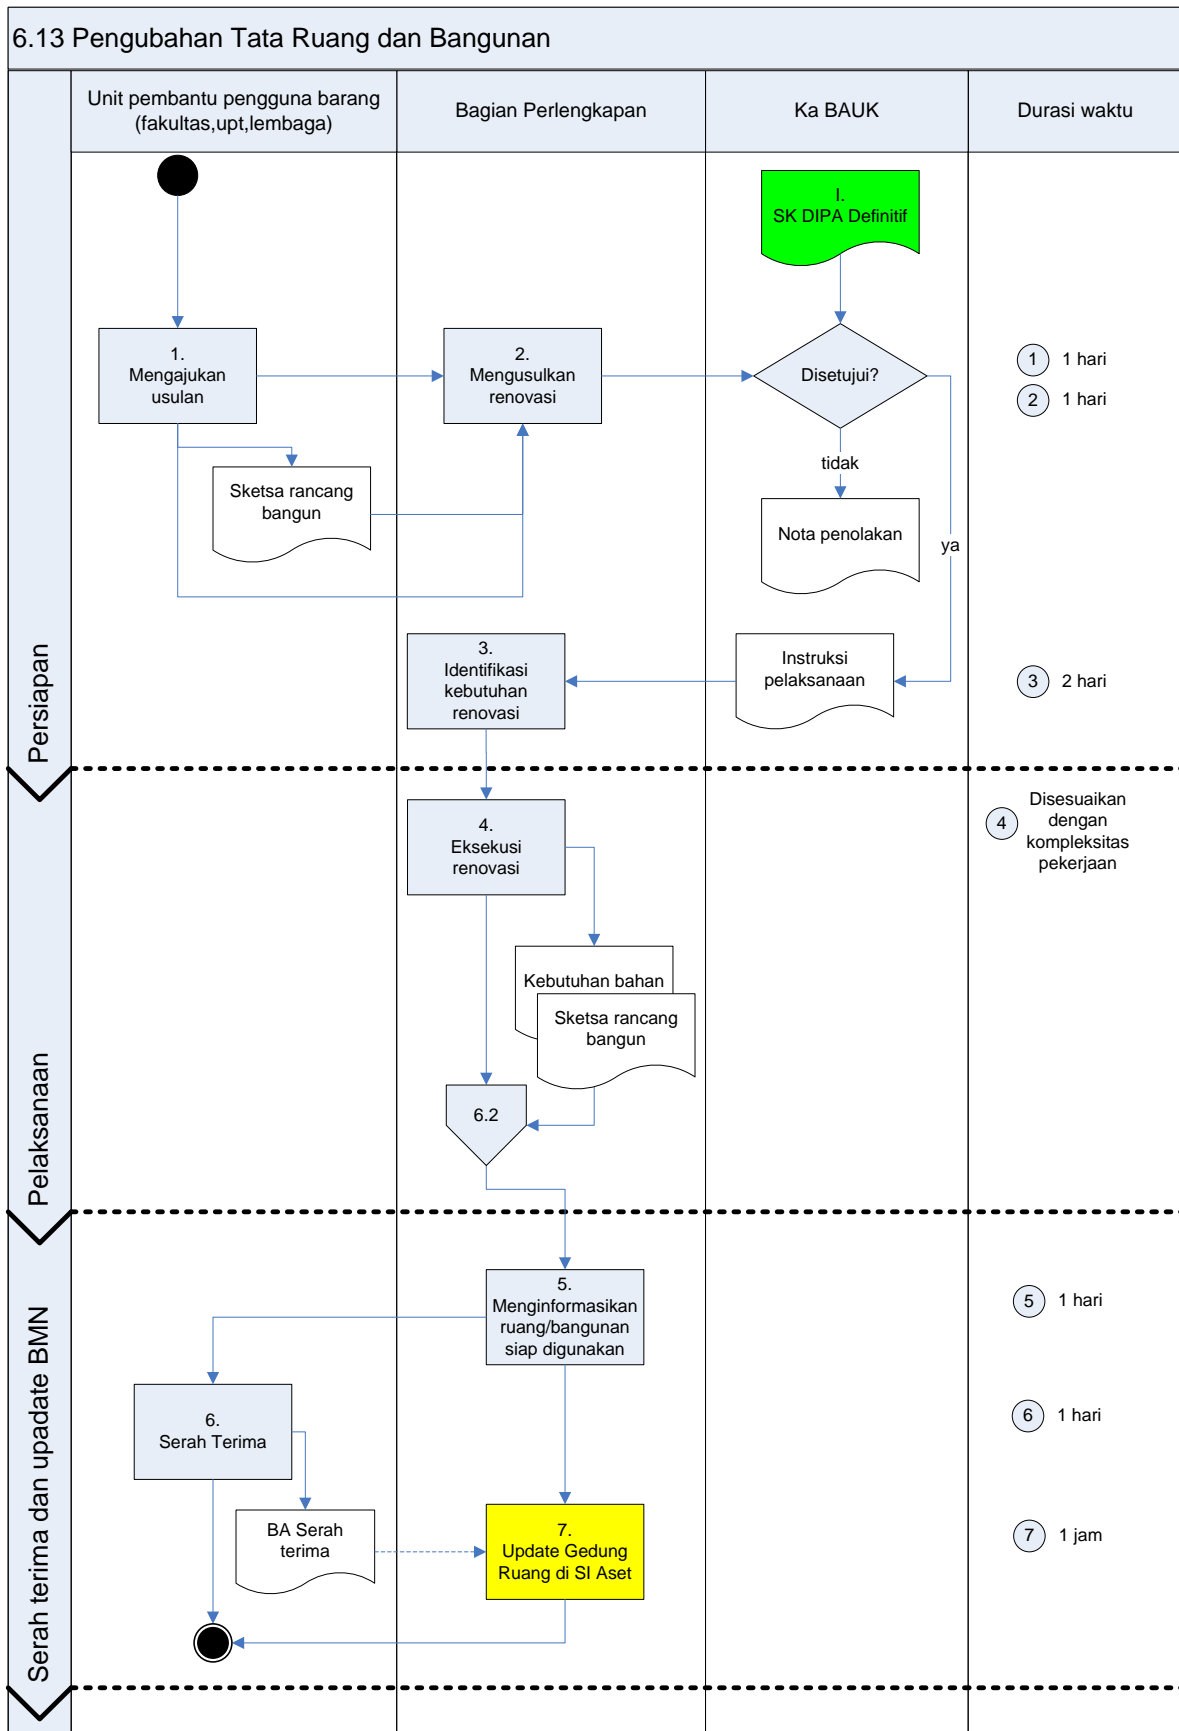 6.13 Pengubahan Tata Ruang dan Bangunan
Unit pembantu pengguna barang
(fakultas,upt,lembaga)
Bagian Perlengkapan
Ka BAUK
Durasi waktu
Persiapan
I.
SK DIPA Definitif
1.
Mengajukan
usulan
2.
Mengusulkan
renovasi
Disetujui?
1 1 hari
2 1 hari
tidak
Sketsa rancang
bangun
Nota penolakan
ya
3.
Identifikasi
kebutuhan
renovasi
Instruksi
pelaksanaan
3 2 hari
Pelaksanaan
4.
Eksekusi
renovasi
4
Disesuaikan
dengan
kompleksitas
pekerjaan
Kebutuhan bahan
Sketsa rancang
bangun
6.2
Serah terima dan upadate BMN
5.
Menginformasikan
ruang/bangunan
siap digunakan
5 1 hari
6.
Serah Terima
6 1 hari
BA Serah
terima
7.
Update Gedung
Ruang di SI Aset
7 1 jam